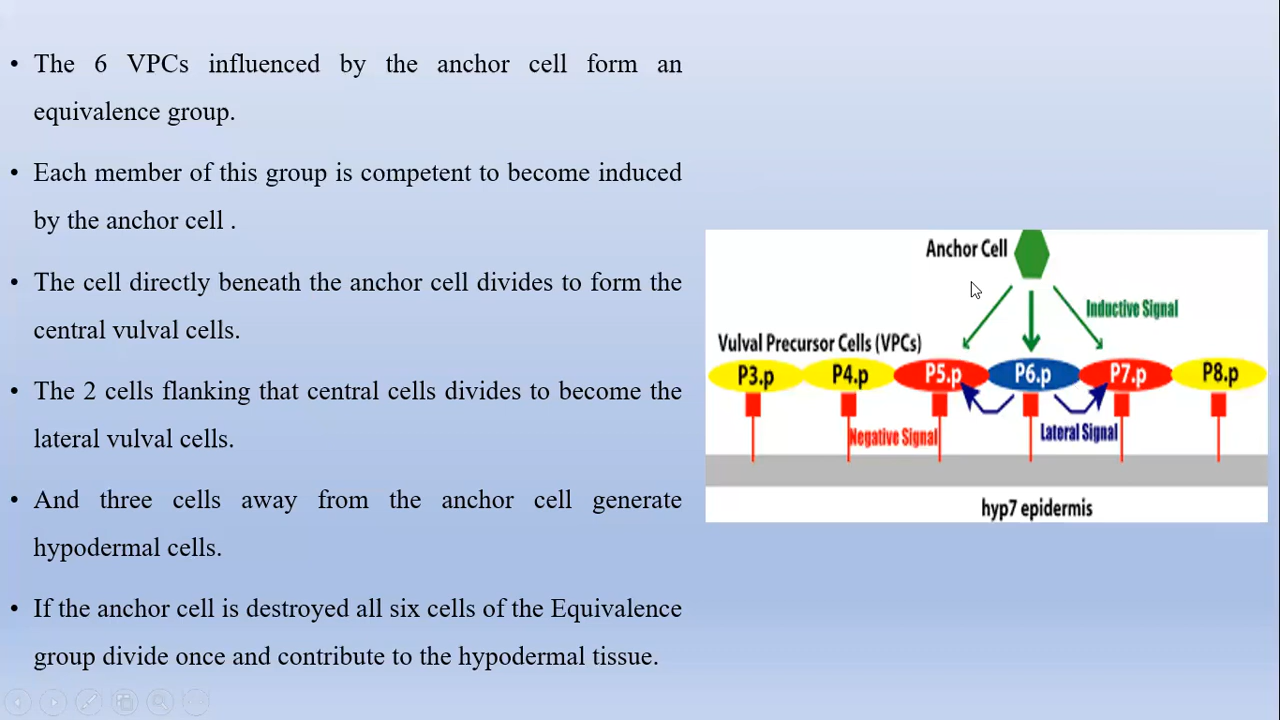 • The 6 VPCs influenced by the anchor cell form an
equivalence group.
• Each member of this group is competent to become induced
by the anchor cell .
• The cell directly beneath the anchor cell divides to form the
central vulval cells.
• The 2 cells flanking that central cells divides to become the
lateral vulval cells.
• And three cells away from the anchor cell generate
hypodermal cells.
• If the anchor cell is destroyed all six cells of the Equivalence
group divide once and contribute to the hypodermal tissue.
Anchor Cell
Inductive Signal
Vulval Precursor Cells (VPCs)
P3.p P4.p P5.p P6.p P7.p P8.p
Negative Signal Lateral Signal
hyp7 epidermis